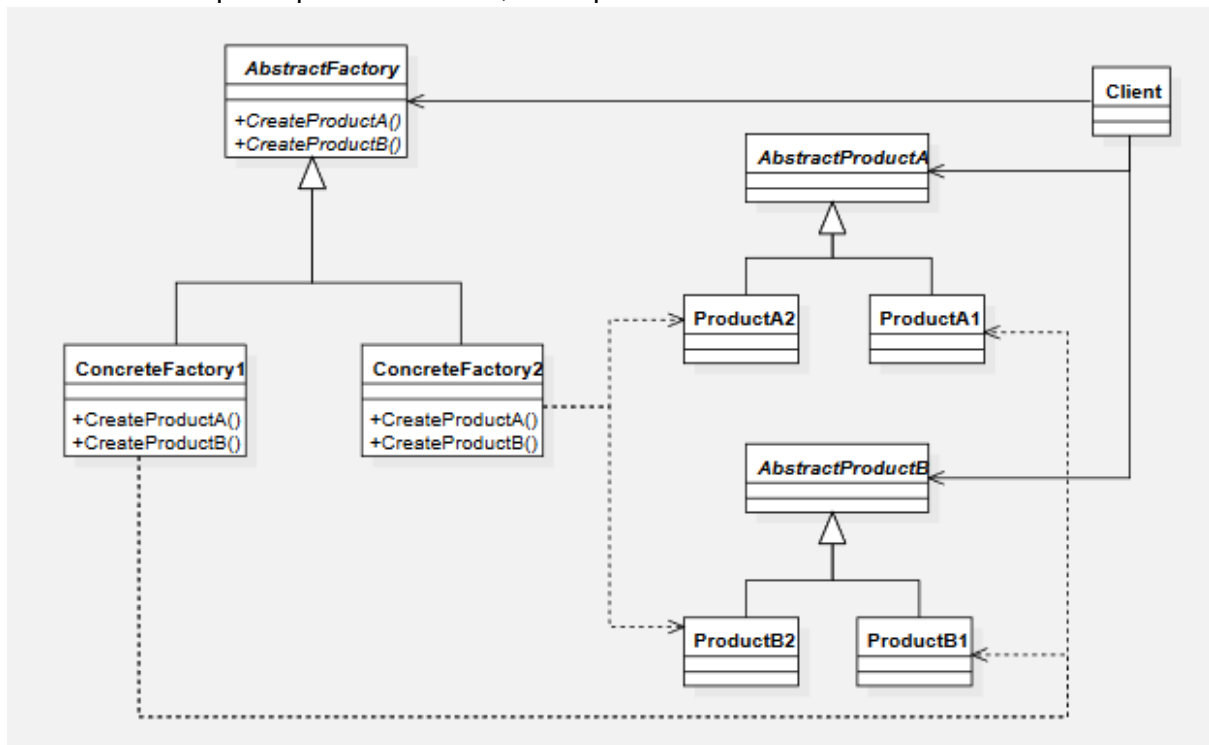 AbstractFactory
+CreateProductA()
+CreateProductB()
Client
AbstractProductA
ProductA2
ProductA1
ConcreteFactory1
+CreateProductA()
+CreateProductB()
ConcreteFactory2
+CreateProductA()
+CreateProductB()
AbstractProductB
ProductB2
ProductB1